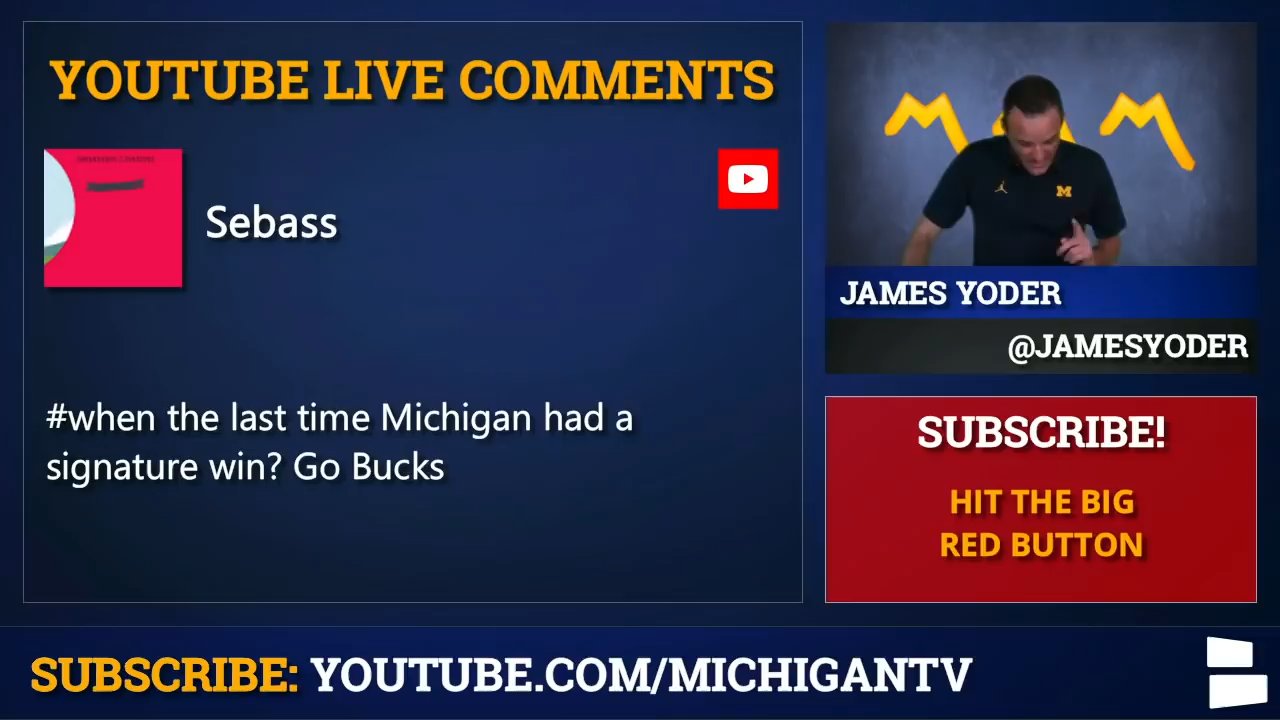 YOUTUBE LIVE COMMENTS
Sebass
#when the last time Michigan had a
signature win? Go Bucks
M
JAMES YODER
@JAMESYODER
SUBSCRIBE!
HIT THE BIG
RED BUTTON
SUBSCRIBE: YOUTUBE.COM/MICHIGANTV